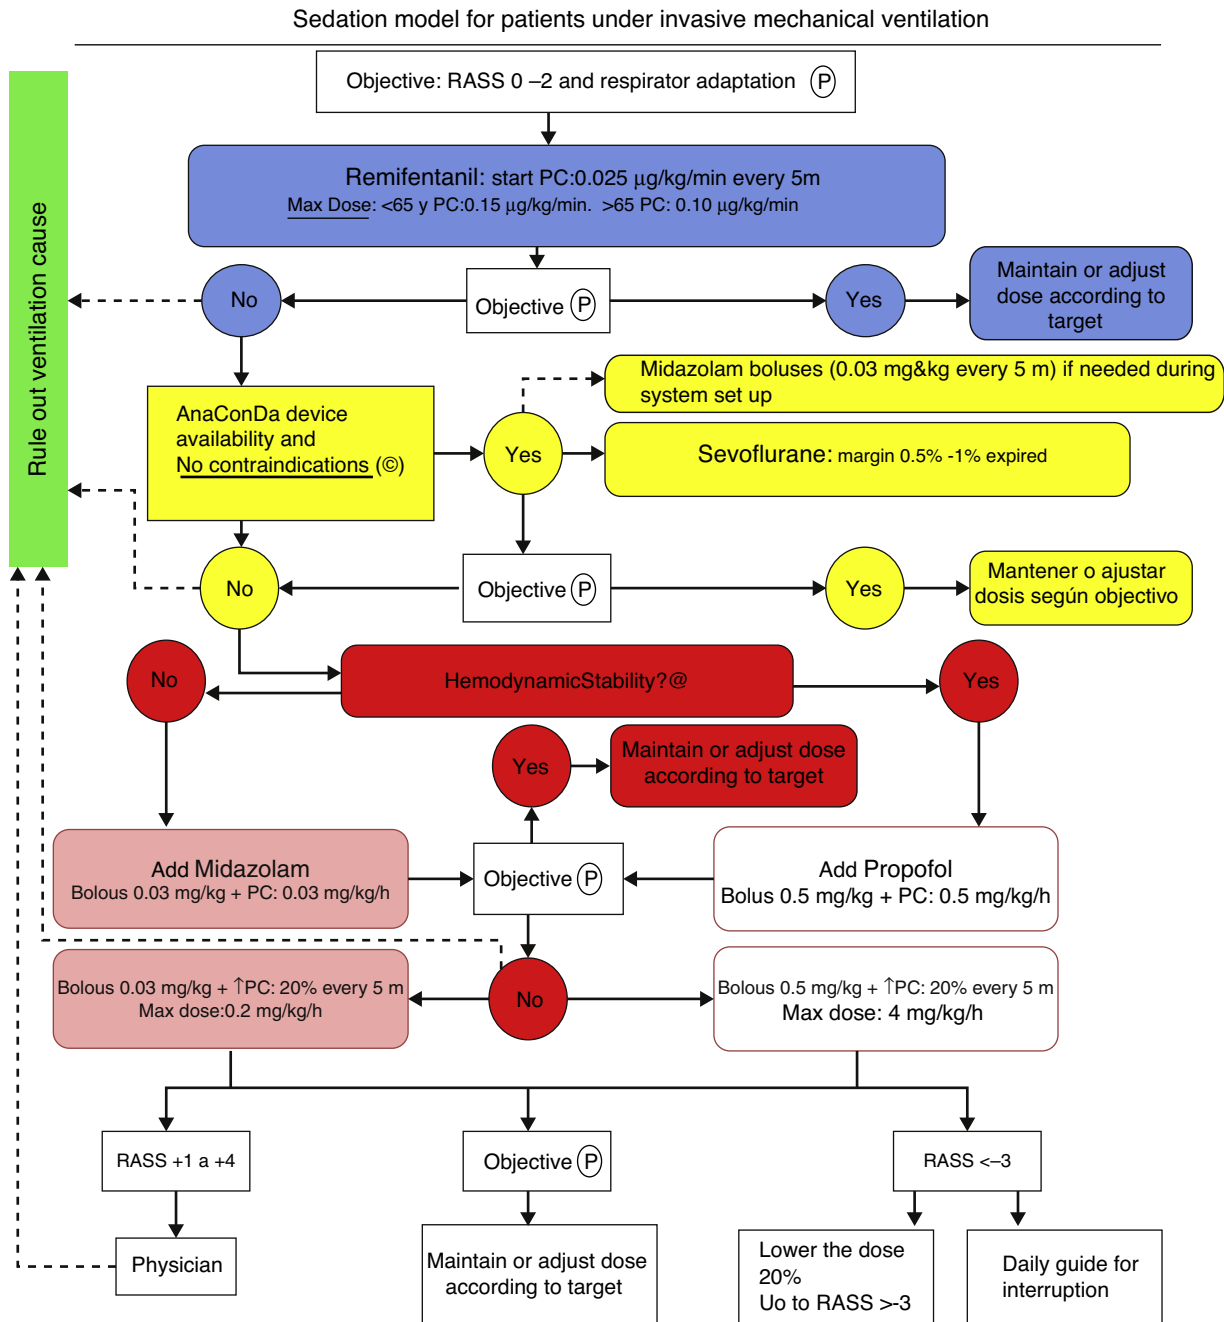 Sedation model for patients under invasive mechanical ventilation
Objective: RASS 0 –2 and respirator adaptation P
Rule out ventilation cause
Remifentanil: start PC:0.025 μg/kg/min every 5m
Max Dose: <65 y PC:0.15 μg/kg/min. >65 PC: 0.10 μg/kg/min
No
Objective P
Yes
Maintain or adjust
dose according to
target
Midazolam boluses (0.03 mg&kg every 5 m) if needed during
system set up
AnaConDa device
availability and
No contraindications (©)
Yes
Sevoflurane: margin 0.5% -1% expired
No
Objective P
Yes
Mantener o ajustar
dosis según objectivo
No
HemodynamicStability?@
Yes
Yes
Maintain or adjust dose
according to target
Add Midazolam
Bolous 0.03 mg/kg + PC: 0.03 mg/kg/h
Objective P
Add Propofol
Bolus 0.5 mg/kg + PC: 0.5 mg/kg/h
Bolous 0.03 mg/kg + ↑PC: 20% every 5 m
Max dose:0.2 mg/kg/h
No
Bolous 0.5 mg/kg + ↑PC: 20% every 5 m
Max dose: 4 mg/kg/h
RASS +1 a +4
Objective P
RASS <–3
Physician
Maintain or adjust dose
according to target
Lower the dose
20%
Uo to RASS >-3
Daily guide for
interruption